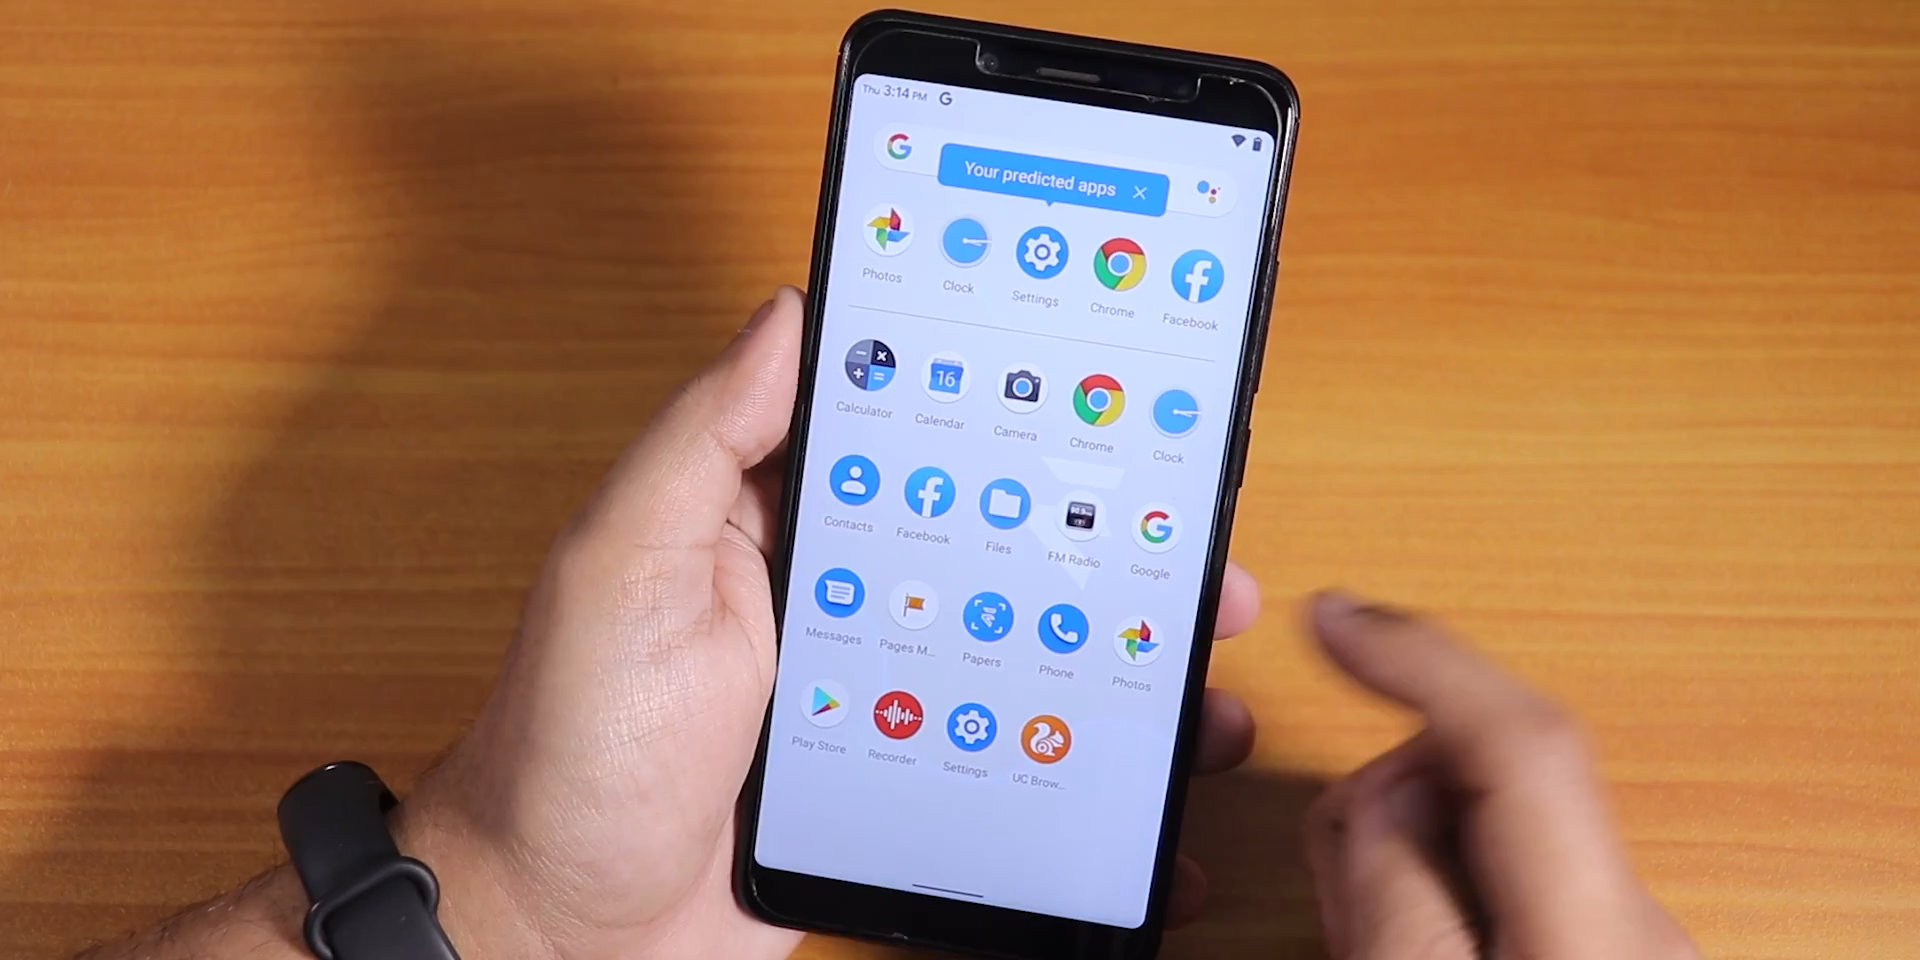 Thu 3:14 PM G
G
Your predicted apps ×
Photos Clock Settings Chrome Facebook
16
Calculator Calendar Camera Chrome Clock
Contacts Facebook Files FM Radio Google
Messages Pages M... Papers Phone Photos
Play Store Recorder Settings UC Brow...